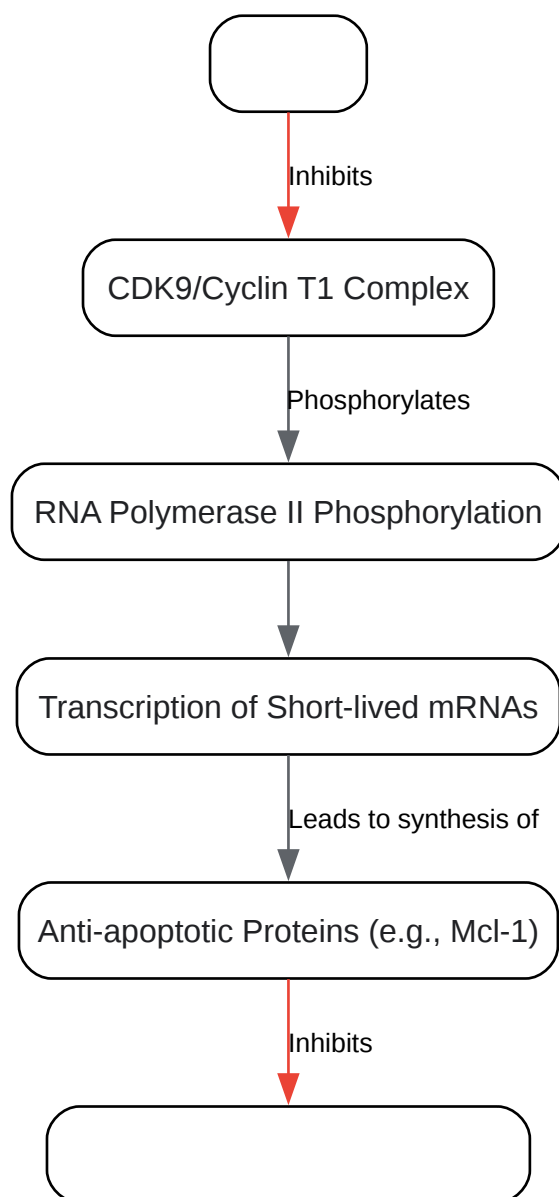 Inhibits
CDK9/Cyclin T1 Complex
Phosphorylates
RNA Polymerase II Phosphorylation
Transcription of Short-lived mRNAs
Leads to synthesis of
Anti-apoptotic Proteins (e.g., Mcl-1)
Inhibits